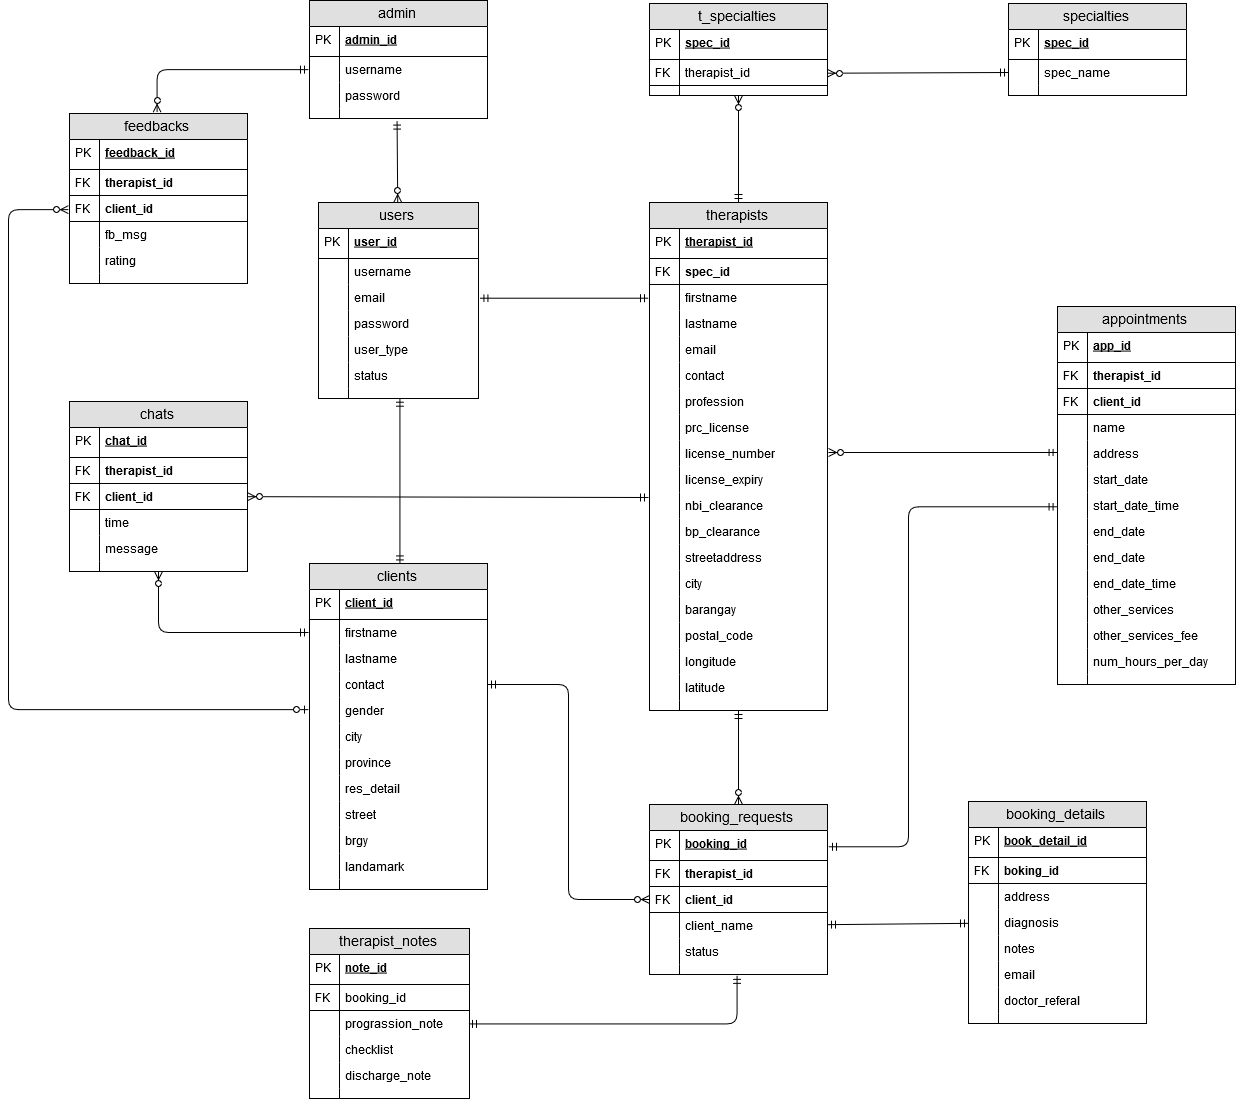 admin
PK admin_id
username
password
t_specialties
PK spec_id
FK therapist_id
specialties
PK spec_id
spec_name
feedbacks
PK feedback_id
FK therapist_id
FK client_id
fb_msg
rating
users
PK user_id
username
email
password
user_type
status
therapists
PK therapist_id
FK spec_id
firstname
lastname
email
contact
profession
prc_license
license_number
license_expiry
nbi_clearance
bp_clearance
streetaddress
city
barangay
postal_code
longitude
latitude
appointments
PK app_id
FK therapist_id
FK client_id
name
address
start_date
start_date_time
end_date
end_date
end_date_time
other_services
other_services_fee
num_hours_per_day
chats
PK chat_id
FK therapist_id
FK client_id
time
message
clients
PK client_id
firstname
lastname
contact
gender
city
province
res_detail
street
brgy
landamark
booking_requests
PK booking_id
FK therapist_id
FK client_id
client_name
status
booking_details
PK book_detail_id
FK boking_id
address
diagnosis
notes
email
doctor_referal
therapist_notes
PK note_id
FK booking_id
prograssion_note
checklist
discharge_note